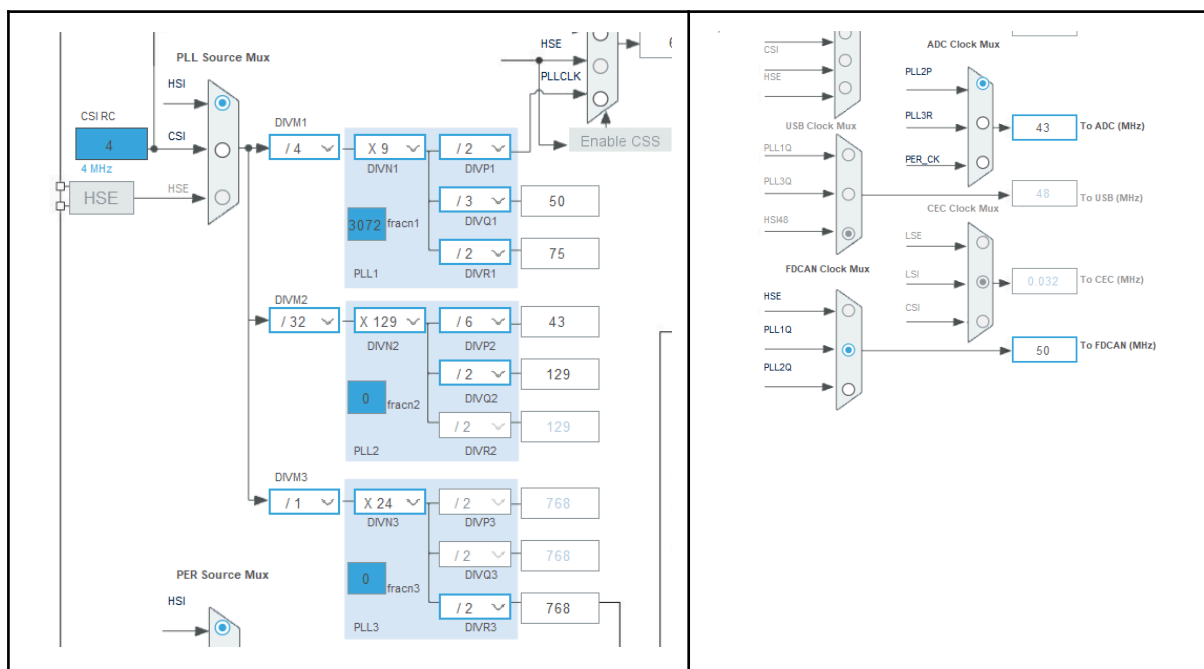 PLL Source Mux
HSI
CSI RC
4
4 MHz
CSI
HSE
HSE
DIVM1
/ 4
X 9
DIVN1
3072
fracn1
PLL1
/ 2
DIVP1
/ 3
50
DIVQ1
/ 2
75
DIVR1
HSE
PLLCLK
Enable CSS
DIVM2
/ 32
X 129
DIVN2
0
fracn2
PLL2
/ 6
43
DIVP2
/ 2
129
DIVQ2
/ 2
129
DIVR2
DIVM3
/ 1
X 24
DIVN3
0
fracn3
PLL3
/ 2
768
DIVP3
/ 2
768
DIVQ3
/ 2
768
DIVR3
PER Source Mux
HSI
CSI
HSE
ADC Clock Mux
PLL2P
PLL3R
PER_CK
43
To ADC (MHz)
USB Clock Mux
PLL1Q
PLL3Q
HSI48
48
To USB (MHz)
CEC Clock Mux
LSE
LSI
CSI
0.032
To CEC (MHz)
FDCAN Clock Mux
HSE
PLL1Q
PLL2Q
50
To FDCAN (MHz)